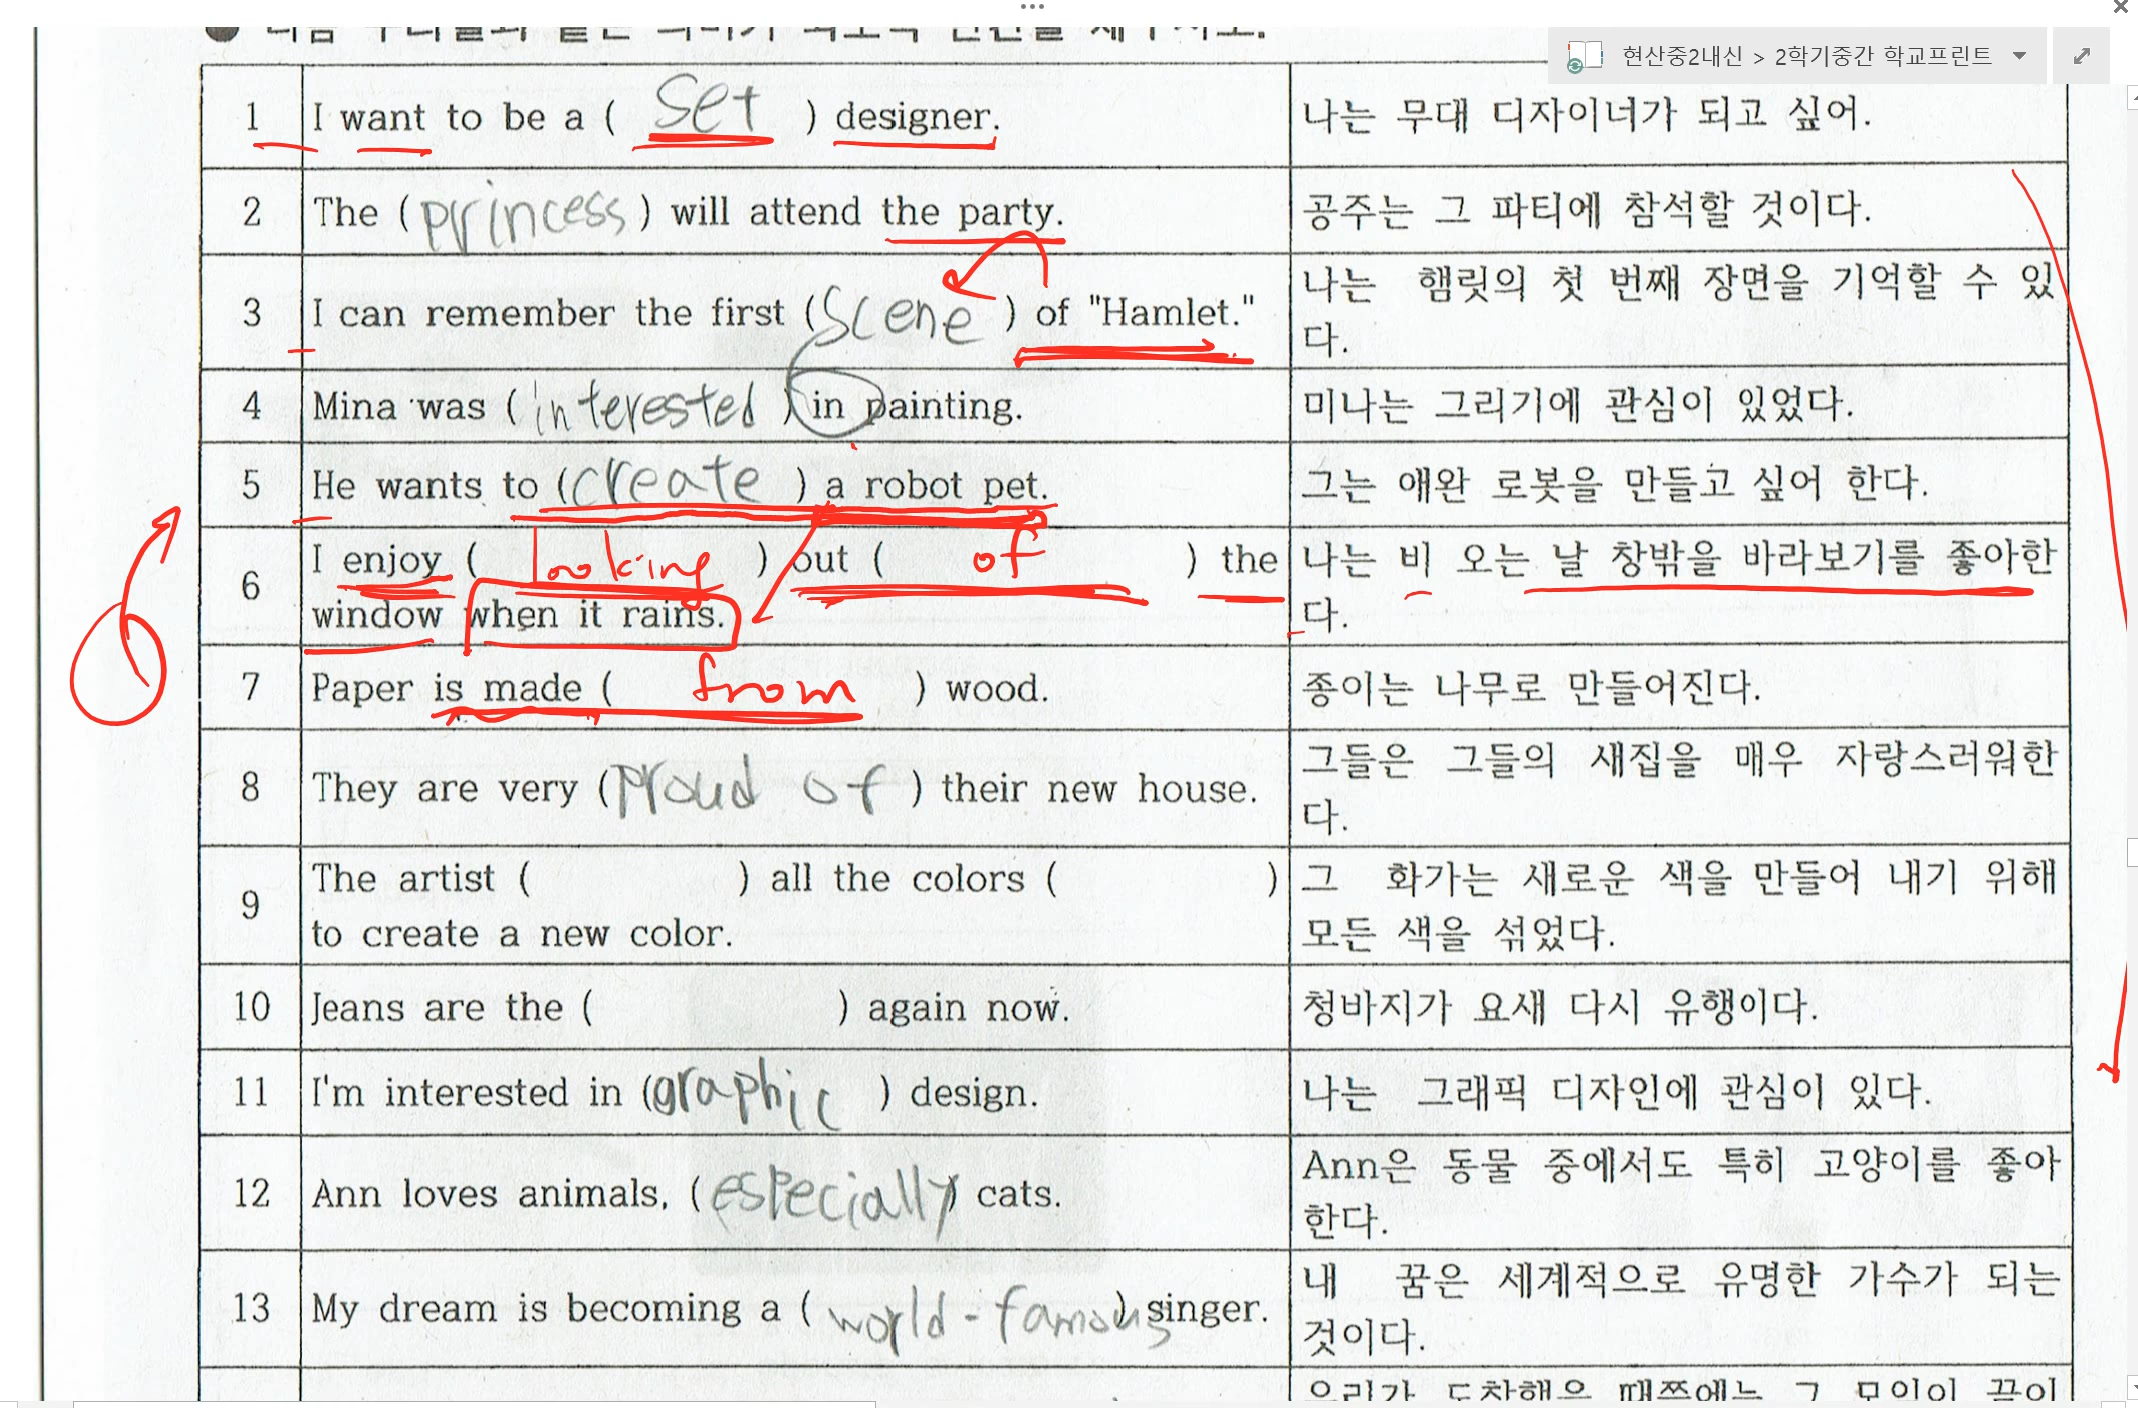 현산중2내신 > 2학기중간 학교프린트
1 I want to be a ( set ) designer. 나는 무대 디자이너가 되고 싶어.
2 The ( princess ) will attend the party. 공주는 그 파티에 참석할 것이다.
3 I can remember the first ( scene ) of "Hamlet." 나는 햄릿의 첫 번째 장면을 기억할 수 있
다.
4 Mina was ( interested ) in painting. 미나는 그리기에 관심이 있었다.
5 He wants to ( create ) a robot pet. 그는 애완 로봇을 만들고 싶어 한다.
6 I enjoy ( looking ) out ( of ) the 나는 비 오는 날 창밖을 바라보기를 좋아한
window when it rains. 다.
7 Paper is made ( from ) wood. 종이는 나무로 만들어진다.
8 They are very ( proud of ) their new house. 그들은 그들의 새집을 매우 자랑스러워한
다.
9 The artist ( ) all the colors ( ) 그 화가는 새로운 색을 만들어 내기 위해
to create a new color. 모든 색을 섞었다.
10 Jeans are the ( ) again now. 청바지가 요새 다시 유행이다.
11 I'm interested in ( graphic ) design. 나는 그래픽 디자인에 관심이 있다.
12 Ann loves animals, ( especially ) cats. Ann은 동물 중에서도 특히 고양이를 좋아
한다.
13 My dream is becoming a ( world-famous ) singer. 내 꿈은 세계적으로 유명한 가수가 되는
것이다.